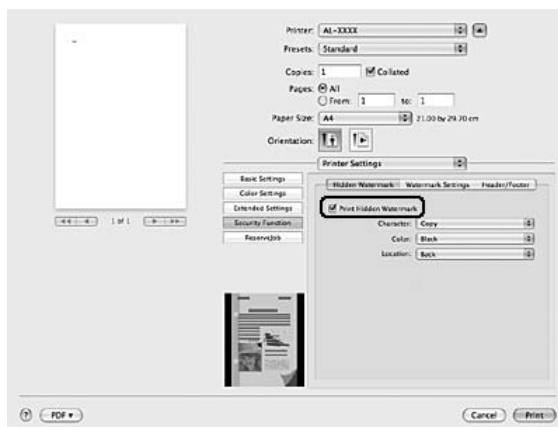 Printer: AL-XXXX
Presets: Standard
Copies: 1 Collated
Pages: All
From: 1 to: 1
Paper Size: A4 21.00 by 29.70 cm
Orientation:
Printer Settings
Basic Settings
Color Settings
Extended Settings
Security Function
ReserveJob
Hidden Watermark Watermark Settings Header/Footer
Print Hidden Watermark
Character: Copy
Color: Black
Location: Back
1 of 1
? PDF Cancel Print